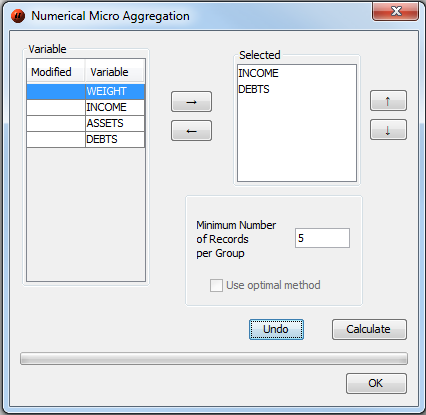 Numerical Micro Aggregation
Variable
Modified Variable
WEIGHT
INCOME
ASSETS
DEBTS
→
←
Selected
INCOME
DEBTS
↑
↓
Minimum Number
of Records
per Group
5
Use optimal method
Undo
Calculate
OK